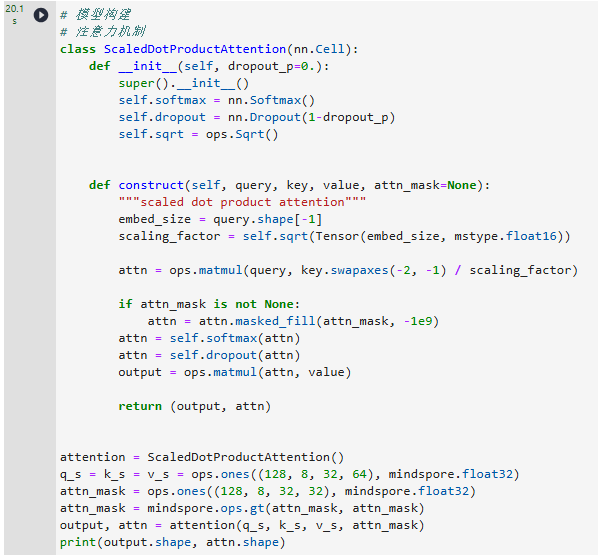 20.1
s
# 模型构建
# 注意力机制
class ScaledDotProductAttention(nn.Cell):
    def __init__(self, dropout_p=0.):
        super().__init__()
        self.softmax = nn.Softmax()
        self.dropout = nn.Dropout(1-dropout_p)
        self.sqrt = ops.Sqrt()

    def construct(self, query, key, value, attn_mask=None):
        """scaled dot product attention"""
        embed_size = query.shape[-1]
        scaling_factor = self.sqrt(Tensor(embed_size, mstype.float16))

        attn = ops.matmul(query, key.swapaxes(-2, -1) / scaling_factor)

        if attn_mask is not None:
            attn = attn.masked_fill(attn_mask, -1e9)
        attn = self.softmax(attn)
        attn = self.dropout(attn)
        output = ops.matmul(attn, value)

        return (output, attn)

attention = ScaledDotProductAttention()
q_s = k_s = v_s = ops.ones((128, 8, 32, 64), mindspore.float32)
attn_mask = ops.ones((128, 8, 32, 32), mindspore.float32)
attn_mask = mindspore.ops.gt(attn_mask, attn_mask)
output, attn = attention(q_s, k_s, v_s, attn_mask)
print(output.shape, attn.shape)